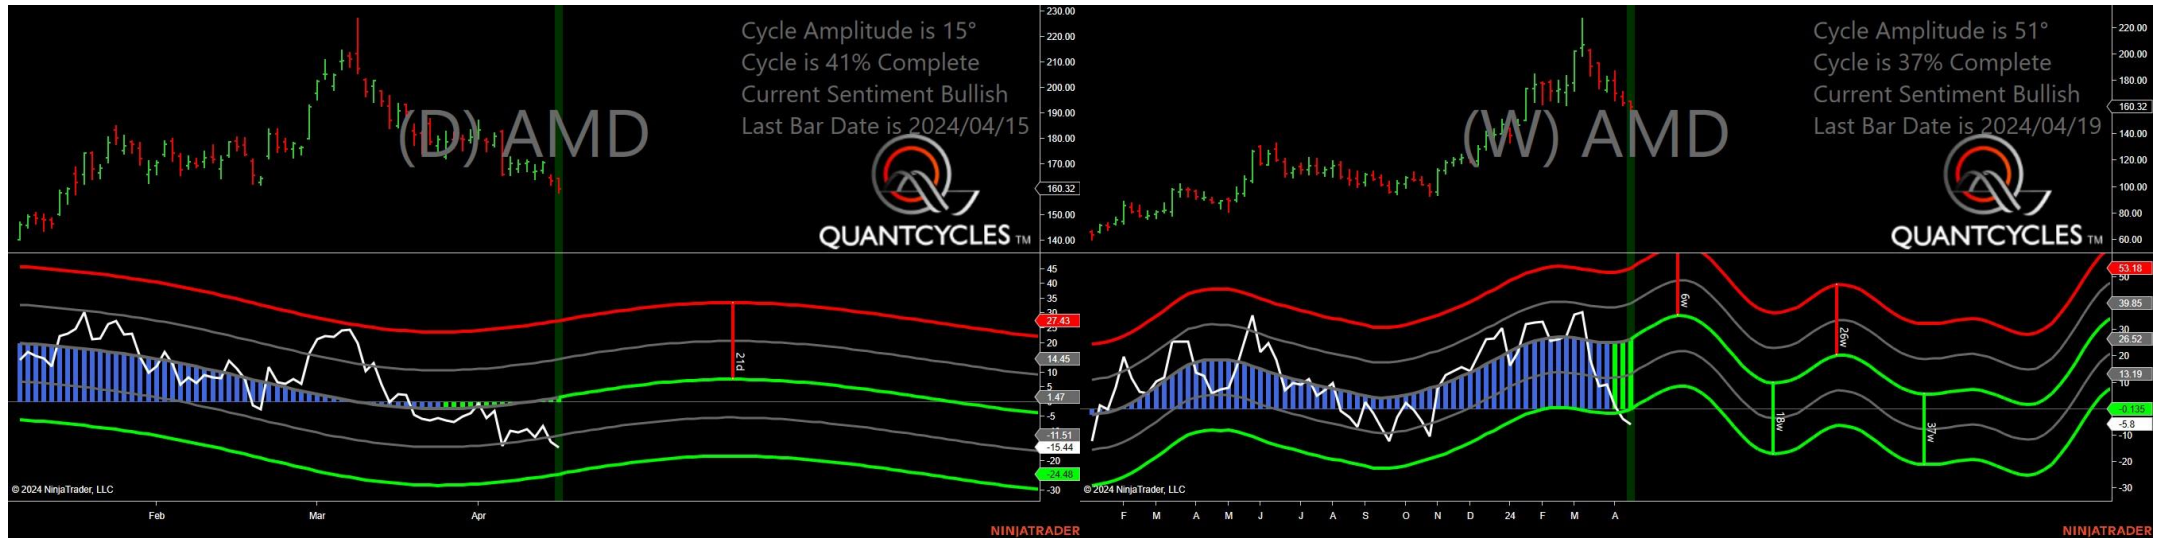 230.00
220.00
210.00
200.00
190.00
180.00
170.00
160.32
150.00
140.00
Cycle Amplitude is 15°
Cycle is 41% Complete
Current Sentiment Bullish
Last Bar Date is 2024/04/15
(D) AMD
QUANTCYCLES TM
45
40
35
30
27.43
25
20
14.45
10
5
1.47
-5
-11.51
-15.44
-20
-24.48
-30
21d
© 2024 NinjaTrader, LLC
Feb Mar Apr
NINJATRADER
220.00
200.00
180.00
160.32
140.00
120.00
100.00
80.00
60.00
Cycle Amplitude is 51°
Cycle is 37% Complete
Current Sentiment Bullish
Last Bar Date is 2024/04/19
(W) AMD
QUANTCYCLES TM
53.18
50
39.85
30
26.52
20
13.19
10
-0.135
-5.8
-10
-20
-30
6w
26w
18w
37w
© 2024 NinjaTrader, LLC
F M A M J J A S O N D 24 F M A
NINJATRADER